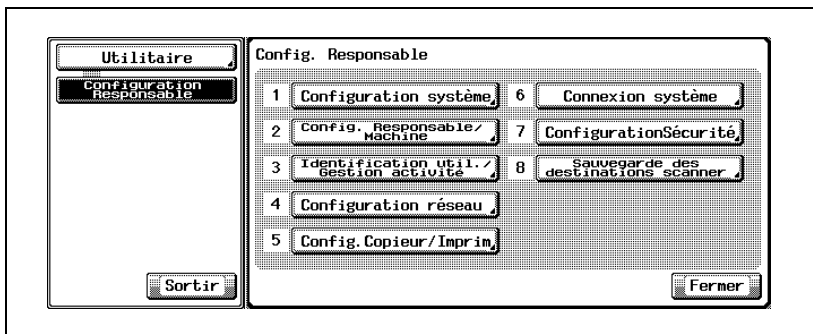 Utilitaire
Configuration
Responsable
Sortir
Config. Responsable
1 Configuration système
2 Config. Responsable/
Machine
3 Identification util./
Gestion activité
4 Configuration réseau
5 Config.Copieur/Imprim
6 Connexion système
7 ConfigurationSécurité
8 Sauvegarde des
destinations scanner
Fermer